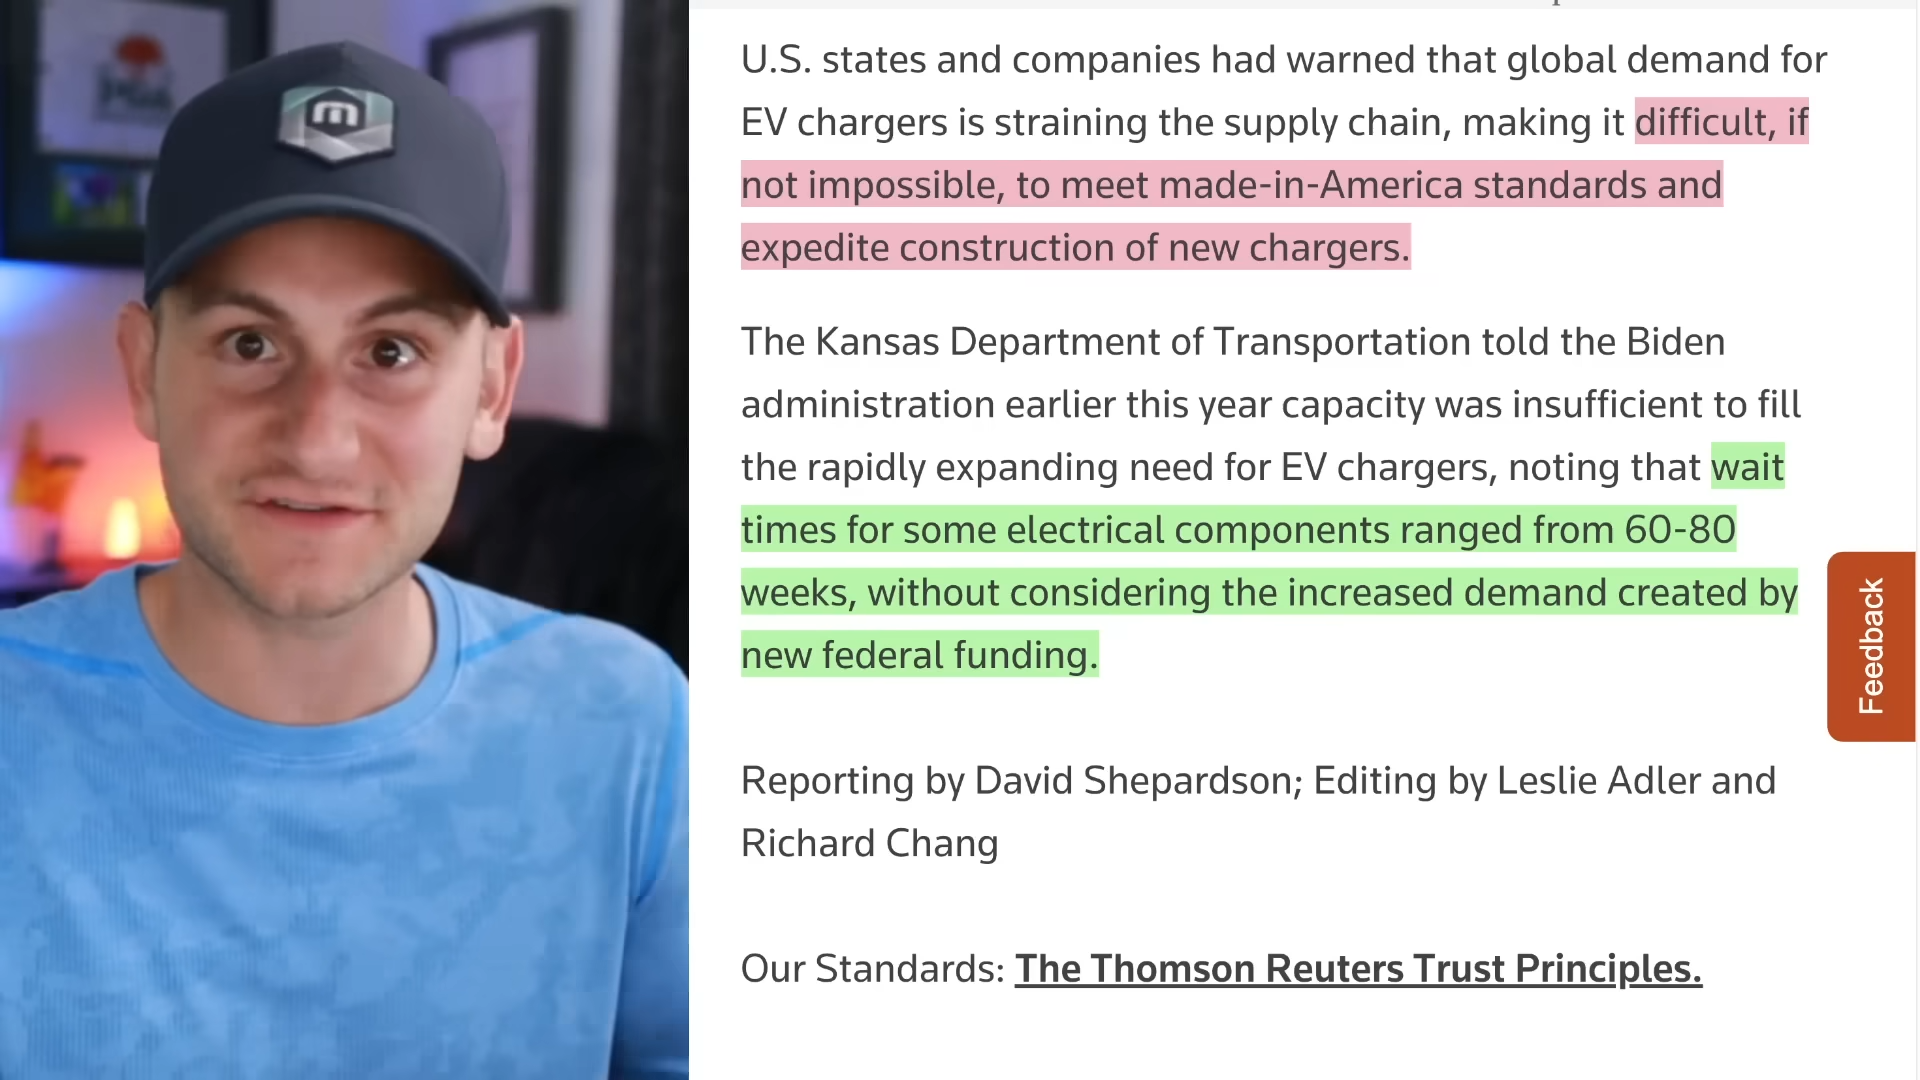 m
U.S. states and companies had warned that global demand for
EV chargers is straining the supply chain, making it difficult, if
not impossible, to meet made-in-America standards and
expedite construction of new chargers.
The Kansas Department of Transportation told the Biden
administration earlier this year capacity was insufficient to fill
the rapidly expanding need for EV chargers, noting that wait
times for some electrical components ranged from 60-80
weeks, without considering the increased demand created by
new federal funding.
Feedback
Reporting by David Shepardson; Editing by Leslie Adler and
Richard Chang
Our Standards: The Thomson Reuters Trust Principles.